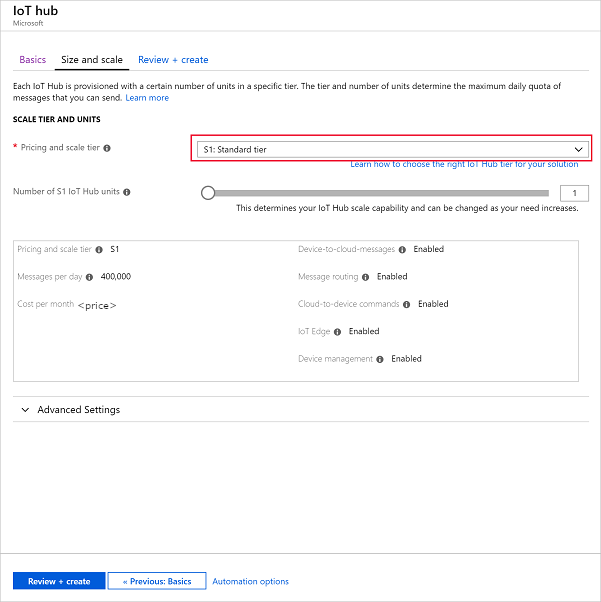 IoT hub
Microsoft
Basics Size and scale Review + create
Each IoT Hub is provisioned with a certain number of units in a specific tier. The tier and number of units determine the maximum daily quota of
messages that you can send. Learn more
SCALE TIER AND UNITS
* Pricing and scale tier
S1: Standard tier
Learn how to choose the right IoT Hub tier for your solution
Number of S1 IoT Hub units
1
This determines your IoT Hub scale capability and can be changed as your need increases.
Pricing and scale tier S1
Messages per day 400,000
Cost per month <price>
Device-to-cloud-messages Enabled
Message routing Enabled
Cloud-to-device commands Enabled
IoT Edge Enabled
Device management Enabled
Advanced Settings
Review + create
« Previous: Basics
Automation options